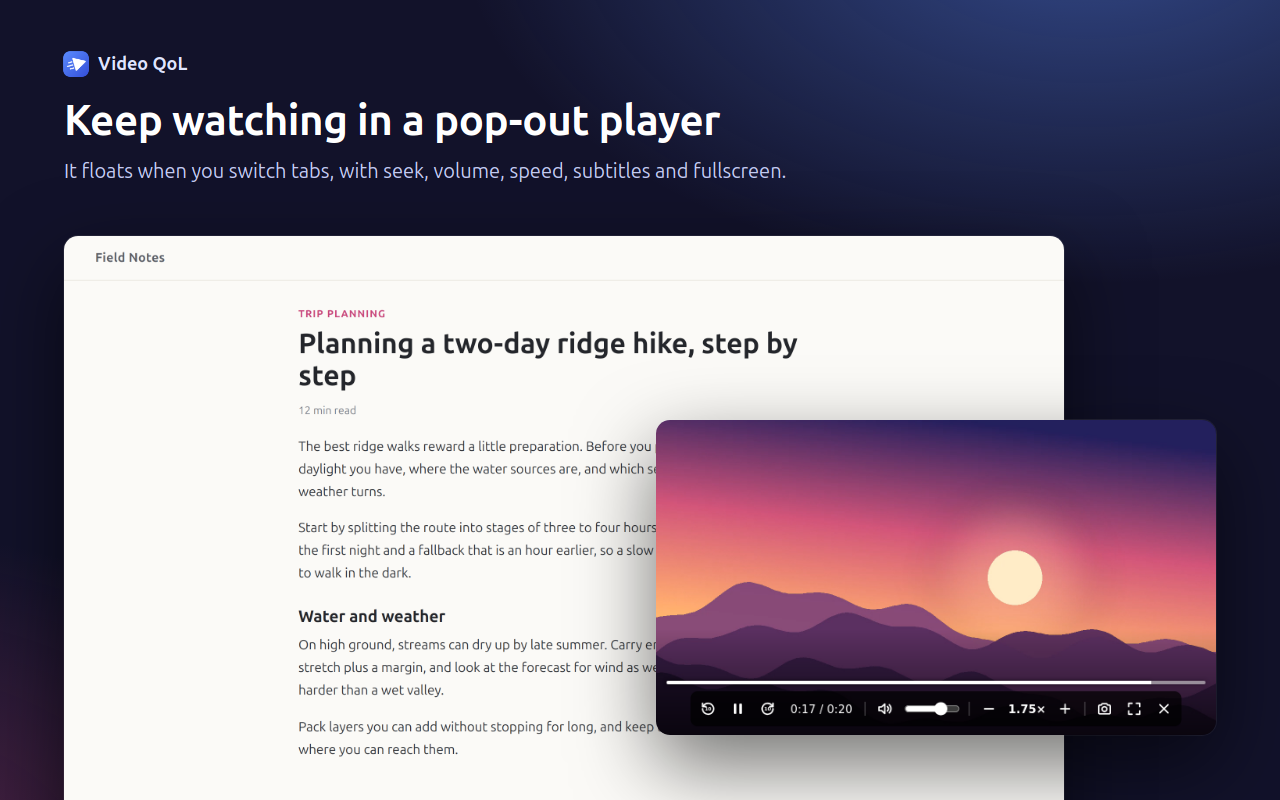 Video QoL
Keep watching in a pop-out player
It floats when you switch tabs, with seek, volume, speed, subtitles and fullscreen.
Field Notes
TRIP PLANNING
Planning a two-day ridge hike, step by
step
12 min read
The best ridge walks reward a little preparation. Before you
daylight you have, where the water sources are, and which
weather turns.
Start by splitting the route into stages of three to four hours
the first night and a fallback that is an hour earlier, so a slow
to walk in the dark.
Water and weather
On high ground, streams can dry up by late summer. Carry
stretch plus a margin, and look at the forecast for wind as
harder than a wet valley.
Pack layers you can add without stopping for long, and keep
where you can reach them.
0:17 / 0:20
1.75×